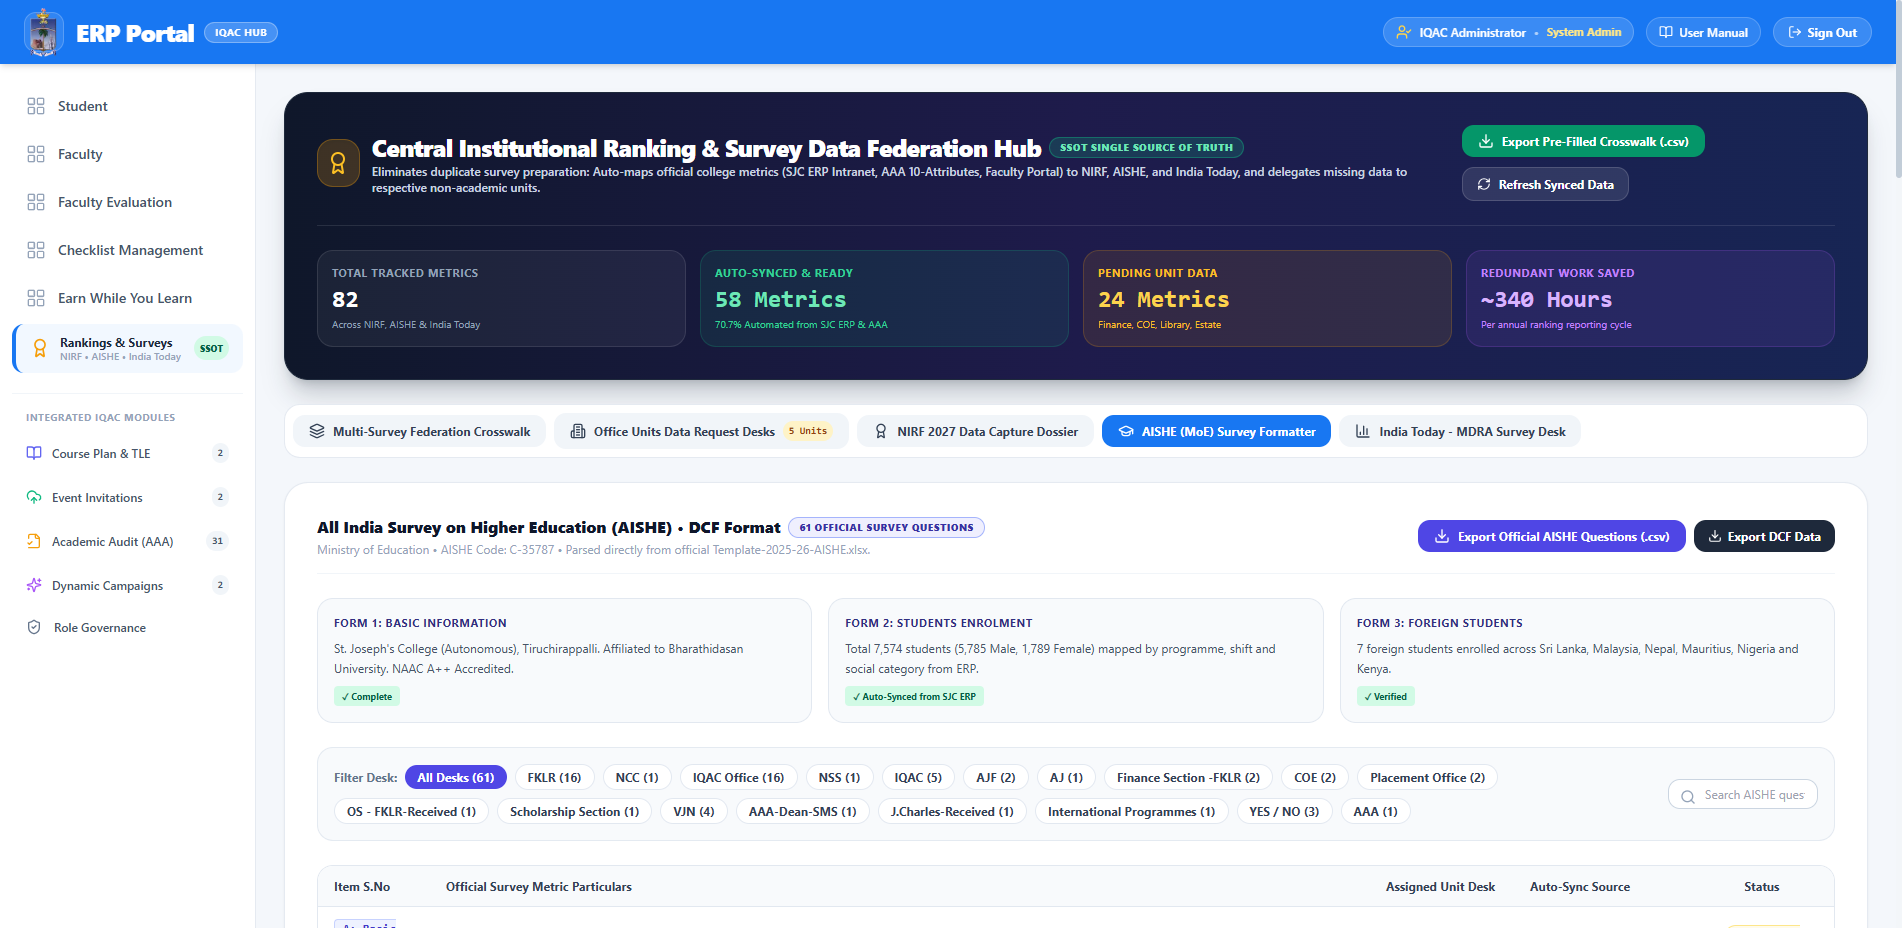 ERP Portal
IQAC HUB
IQAC Administrator • System Admin
User Manual
Sign Out
Student
Faculty
Faculty Evaluation
Checklist Management
Earn While You Learn
Rankings & Surveys
NIRF • AISHE • India Today
SSOT
INTEGRATED IQAC MODULES
Course Plan & TLE 2
Event Invitations 2
Academic Audit (AAA) 31
Dynamic Campaigns 2
Role Governance
Central Institutional Ranking & Survey Data Federation Hub
SSOT SINGLE SOURCE OF TRUTH
Eliminates duplicate survey preparation: Auto-maps official college metrics (SJC ERP Intranet, AAA 10-Attributes, Faculty Portal) to NIRF, AISHE, and India Today, and delegates missing data to
respective non-academic units.
Export Pre-Filled Crosswalk (.csv)
Refresh Synced Data
TOTAL TRACKED METRICS
82
Across NIRF, AISHE & India Today
AUTO-SYNCED & READY
58 Metrics
70.7% Automated from SJC ERP & AAA
PENDING UNIT DATA
24 Metrics
Finance, COE, Library, Estate
REDUNDANT WORK SAVED
~340 Hours
Per annual ranking reporting cycle
Multi-Survey Federation Crosswalk
Office Units Data Request Desks 5 Units
NIRF 2027 Data Capture Dossier
AISHE (MoE) Survey Formatter
India Today - MDRA Survey Desk
All India Survey on Higher Education (AISHE) • DCF Format
61 OFFICIAL SURVEY QUESTIONS
Ministry of Education • AISHE Code: C-35787 • Parsed directly from official Template-2025-26-AISHE.xlsx.
Export Official AISHE Questions (.csv)
Export DCF Data
FORM 1: BASIC INFORMATION
St. Joseph's College (Autonomous), Tiruchirappalli. Affiliated to Bharathidasan
University. NAAC A++ Accredited.
✓ Complete
FORM 2: STUDENTS ENROLMENT
Total 7,574 students (5,785 Male, 1,789 Female) mapped by programme, shift and
social category from ERP.
✓ Auto-Synced from SJC ERP
FORM 3: FOREIGN STUDENTS
7 foreign students enrolled across Sri Lanka, Malaysia, Nepal, Mauritius, Nigeria and
Kenya.
✓ Verified
Filter Desk: All Desks (61) FKLR (16) NCC (1) IQAC Office (16) NSS (1) IQAC (5) AJF (2) AJ (1) Finance Section -FKLR (2) COE (2) Placement Office (2)
OS - FKLR-Received (1) Scholarship Section (1) VJN (4) AAA-Dean-SMS (1) J.Charles-Received (1) International Programmes (1) YES / NO (3) AAA (1)
Search AISHE ques
Item S.No Official Survey Metric Particulars Assigned Unit Desk Auto-Sync Source Status
A: Basic